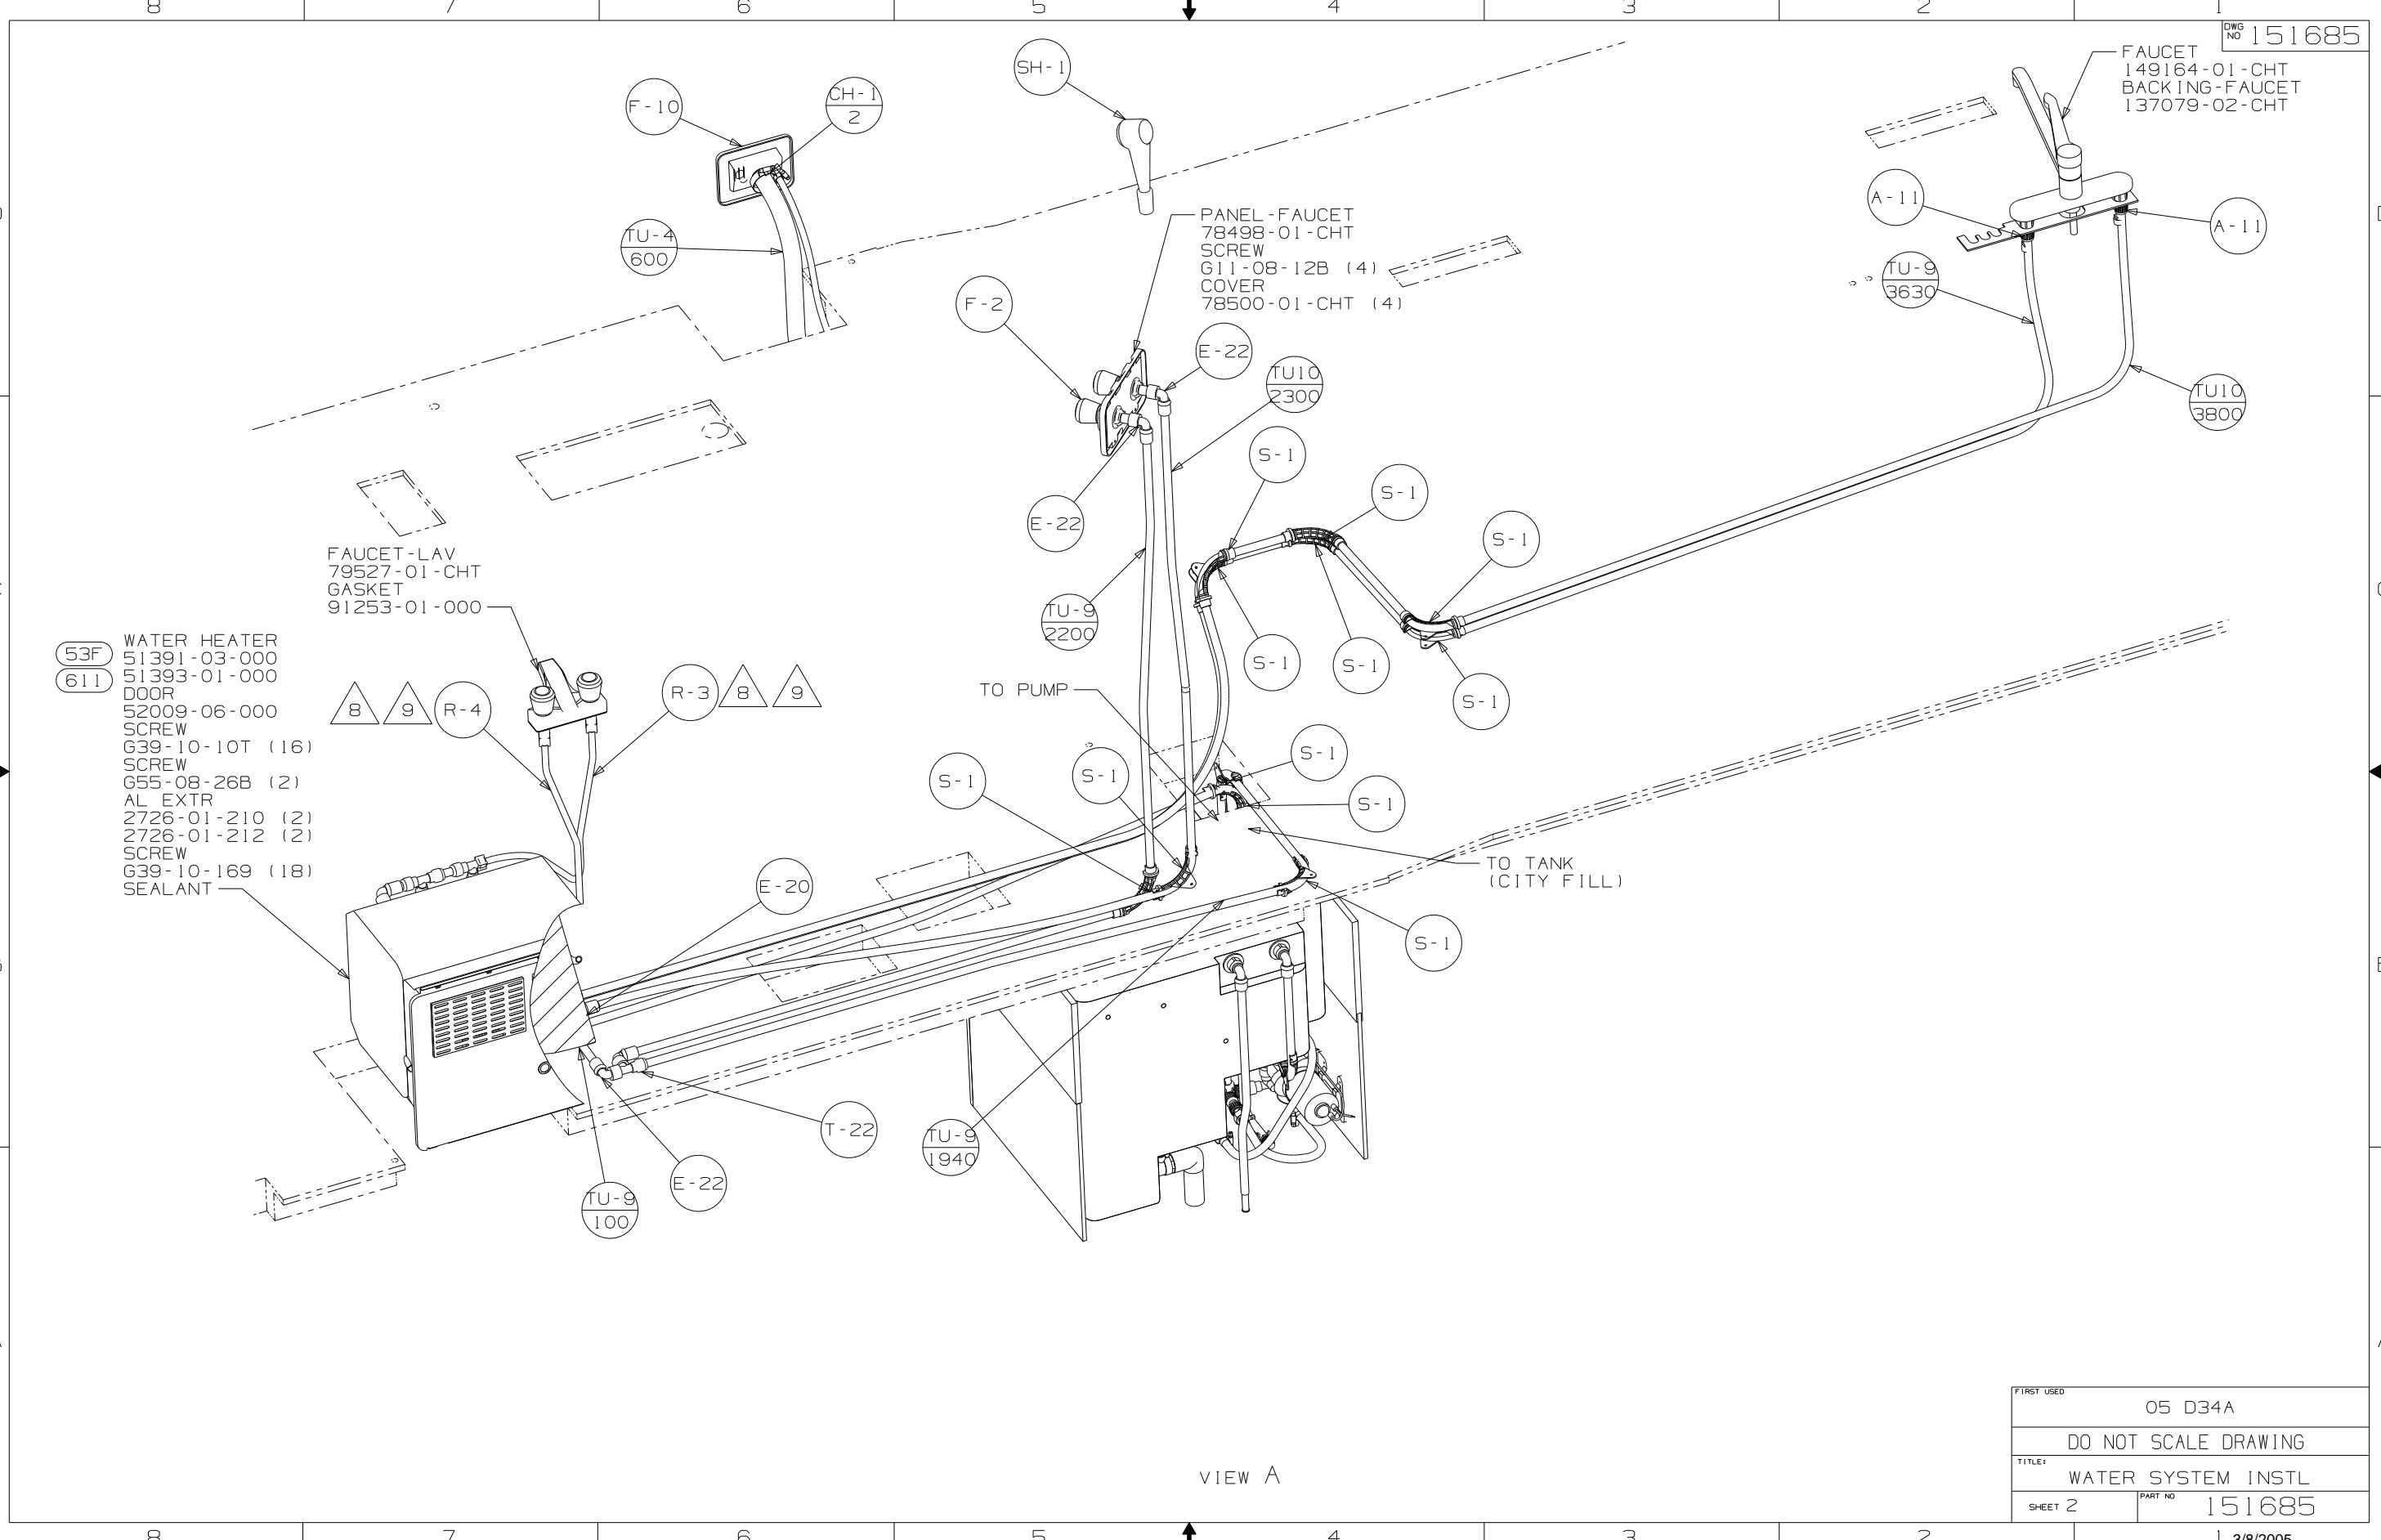 8 7 6 5 4 3 2 1
DWG NO 151685
FAUCET
149164-01-CHT
BACKING-FAUCET
137079-02-CHT
SH-1
F-10
CH-1
2
A-11
A-11
D
D
PANEL-FAUCET
78498-01-CHT
SCREW
G11-08-12B (4)
COVER
78500-01-CHT (4)
TU-4
600
TU-9
3630
F-2
E-22
TU10
2300
TU10
3800
S-1
S-1
E-22
S-1
FAUCET-LAV
79527-01-CHT
GASKET
91253-01-000
C
TU-9
2200
S-1
S-1
S-1
53F
611
WATER HEATER
51391-03-000
51393-01-000
DOOR
52009-06-000
SCREW
G39-10-10T (16)
SCREW
G55-08-26B (2)
AL EXTR
2726-01-210 (2)
2726-01-212 (2)
SCREW
G39-10-169 (18)
SEALANT
8 9 R-4
R-3 8 9
TO PUMP
S-1
S-1
S-1
S-1
TO TANK
(CITY FILL)
E-20
S-1
B
T-22
TU-9
1940
E-22
TU-9
100
A
VIEW A
FIRST USED
05 D34A
DO NOT SCALE DRAWING
TITLE:
WATER SYSTEM INSTL
SHEET 2
PART NO 151685
8 7 6 5 4 3 2 1
3/8/2005